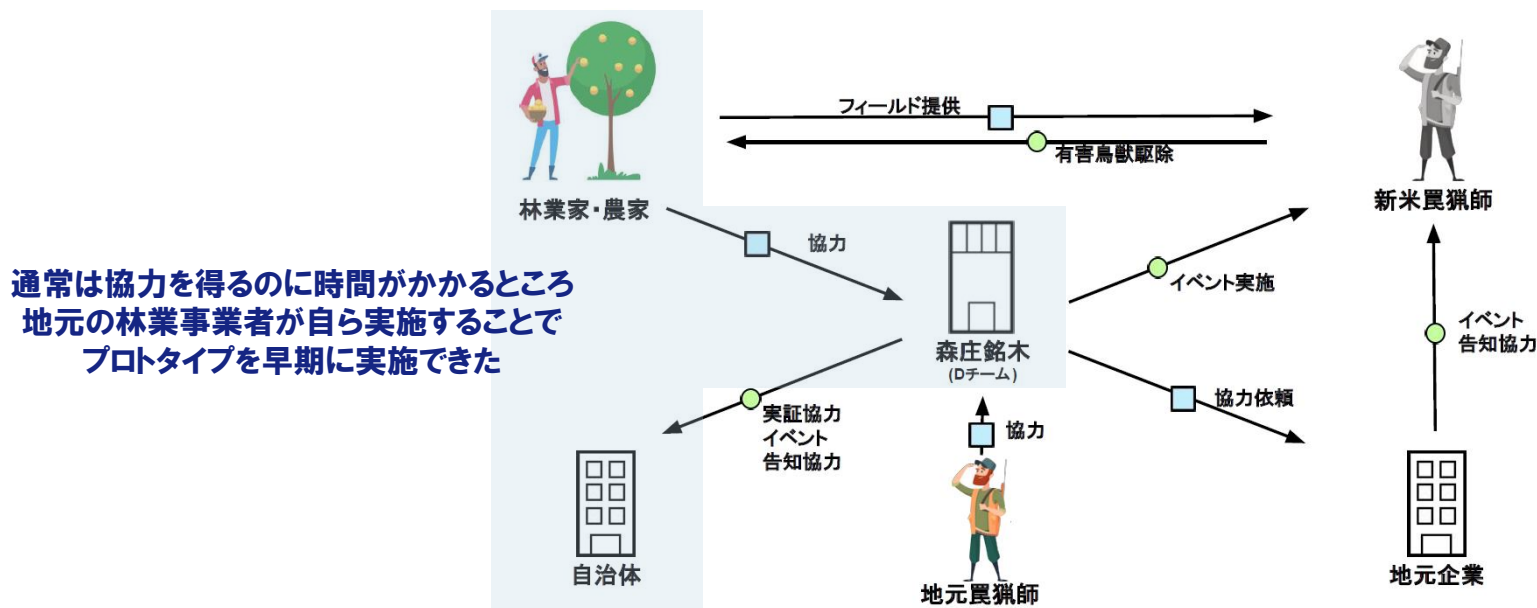 フィールド提供
有害鳥獣駆除
林業家・農家
新米罠猟師
協力
イベント実施
通常は協力を得るのに時間がかかるところ
地元の林業事業者が自ら実施することで
プロトタイプを早期に実施できた
森庄銘木
(Dチーム)
イベント
告知協力
実証協力
イベント
告知協力
協力
協力依頼
自治体
地元罠猟師
地元企業